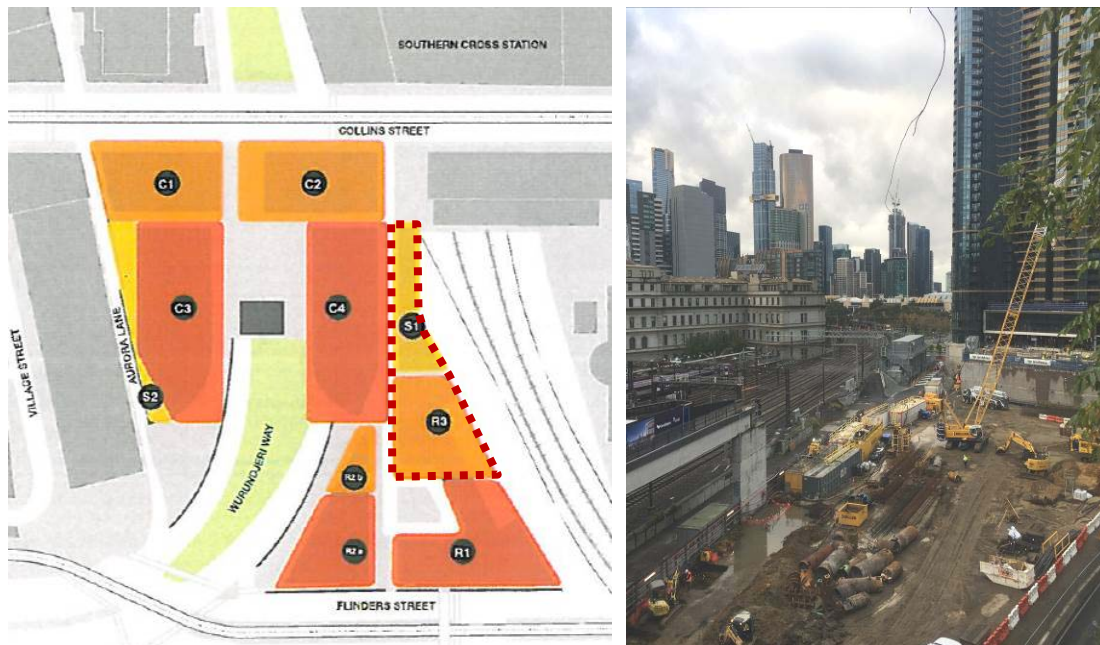 SOUTHERN CROSS STATION
COLLINS STREET
C1
C2
C3
C4
S1
S2
R3
R2 b
R2 a
R1
VILLAGE STREET
AURORA LANE
WURUNDJERI WAY
FLINDERS STREET